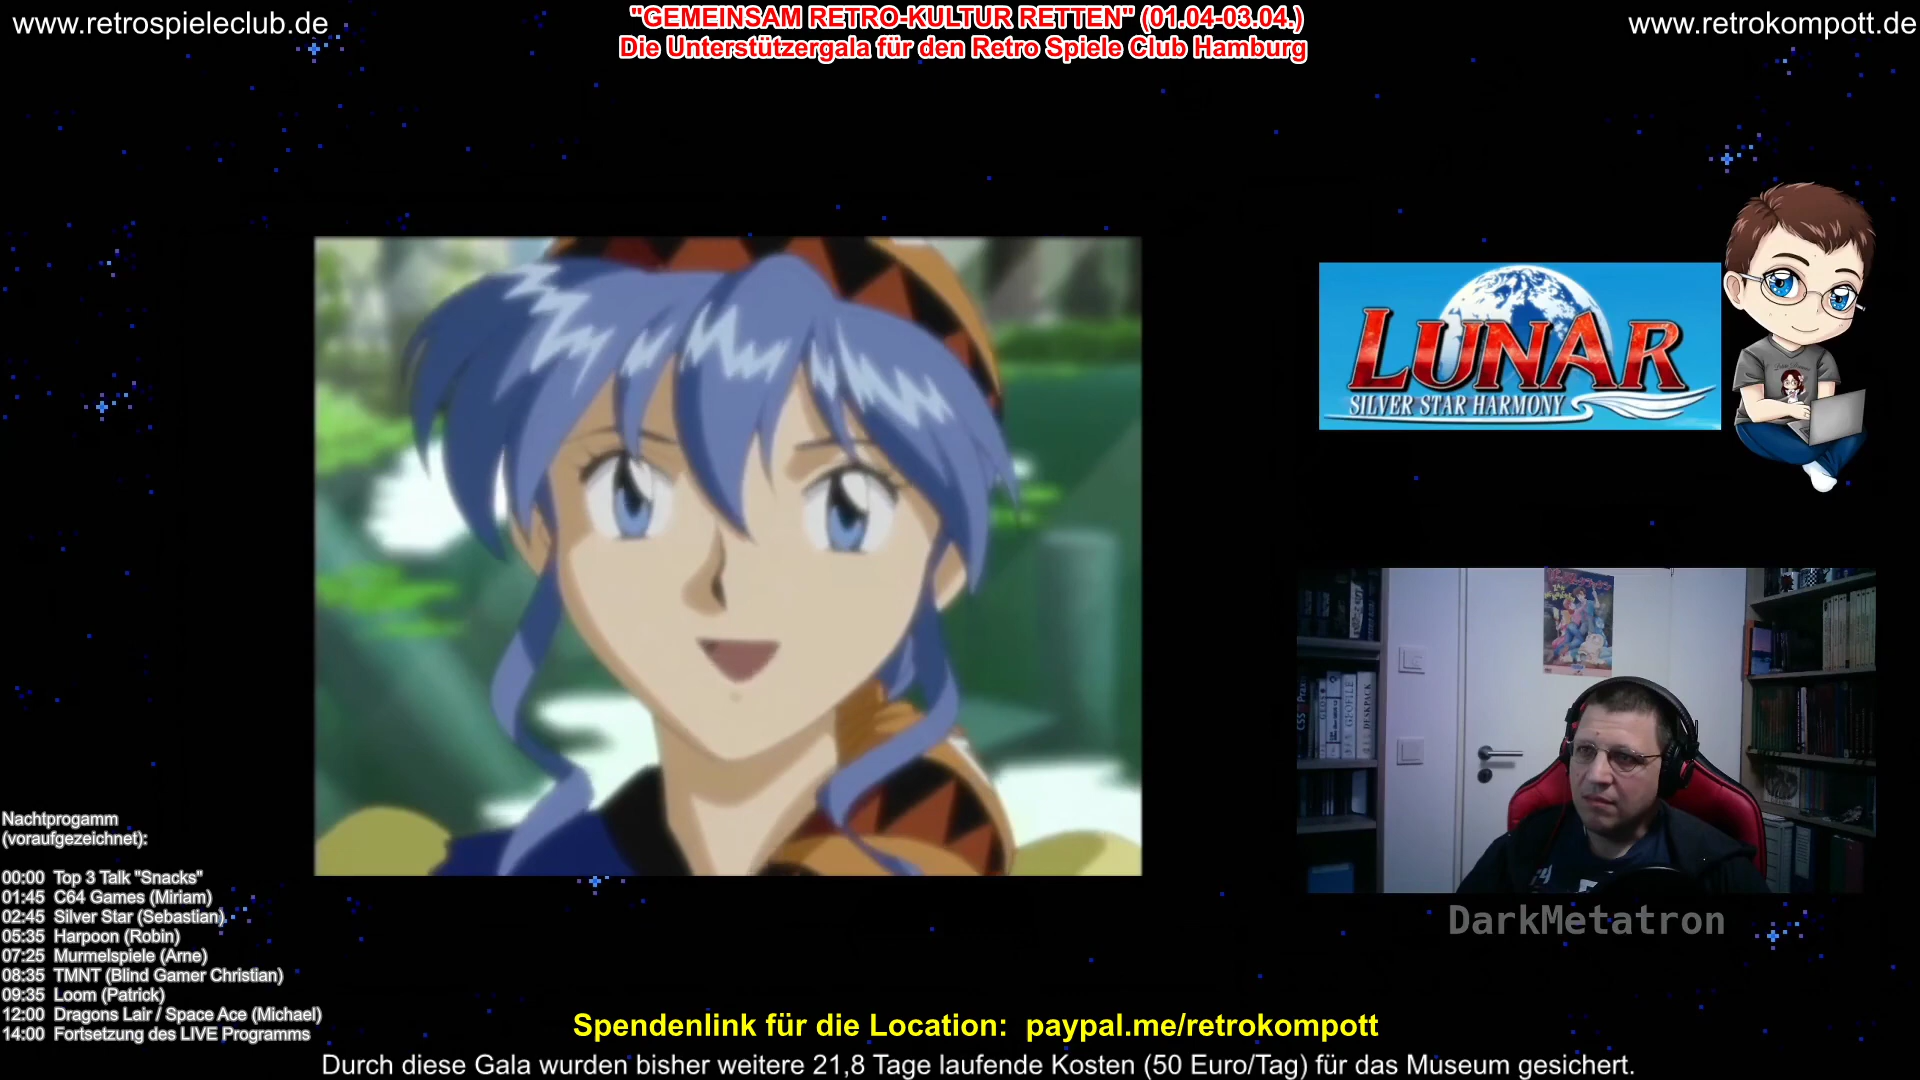 www.retrospieleclub.de
"GEMEINSAM RETRO-KULTUR RETTEN" (01.04-03.04.)
Die Unterstützergala für den Retro Spiele Club Hamburg
www.retrokompott.de
LUNAR
SILVER STAR HARMONY
GEOS
GEOFILE
DESKPACK
DarkMetatron
Nachtprogamm
(voraufgezeichnet):
00:00 Top 3 Talk "Snacks"
01:45 C64 Games (Miriam)
02:45 Silver Star (Sebastian)
05:35 Harpoon (Robin)
07:25 Murmelspiele (Arne)
08:35 TMNT (Blind Gamer Christian)
09:35 Loom (Patrick)
12:00 Dragons Lair / Space Ace (Michael)
14:00 Fortsetzung des LIVE Programms
Spendenlink für die Location: paypal.me/retrokompott
Durch diese Gala wurden bisher weitere 21,8 Tage laufende Kosten (50 Euro/Tag) für das Museum gesichert.